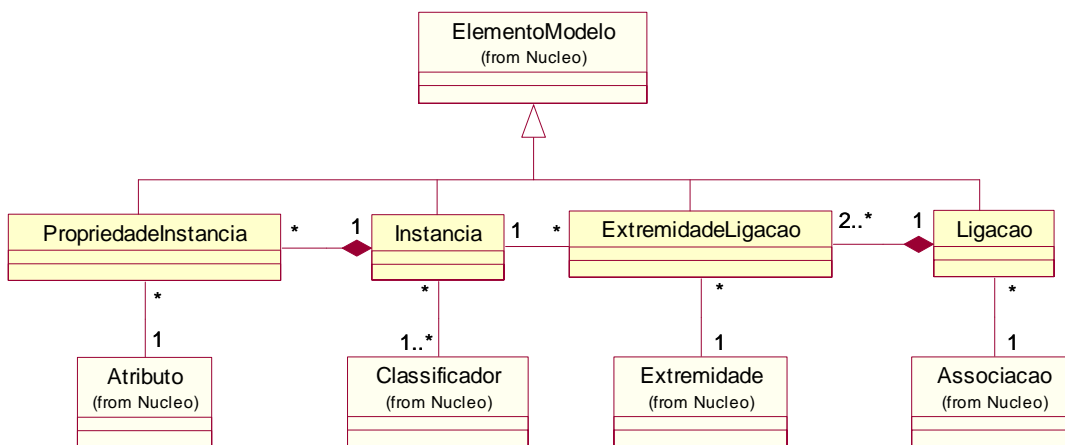 ElementoModelo
(from Nucleo)
PropriedadeInstancia
*
1
Instancia
1
*
ExtremidadeLigacao
2..*
1
Ligacao
*
*
*
*
1
1..*
1
1
Atributo
(from Nucleo)
Classificador
(from Nucleo)
Extremidade
(from Nucleo)
Associacao
(from Nucleo)